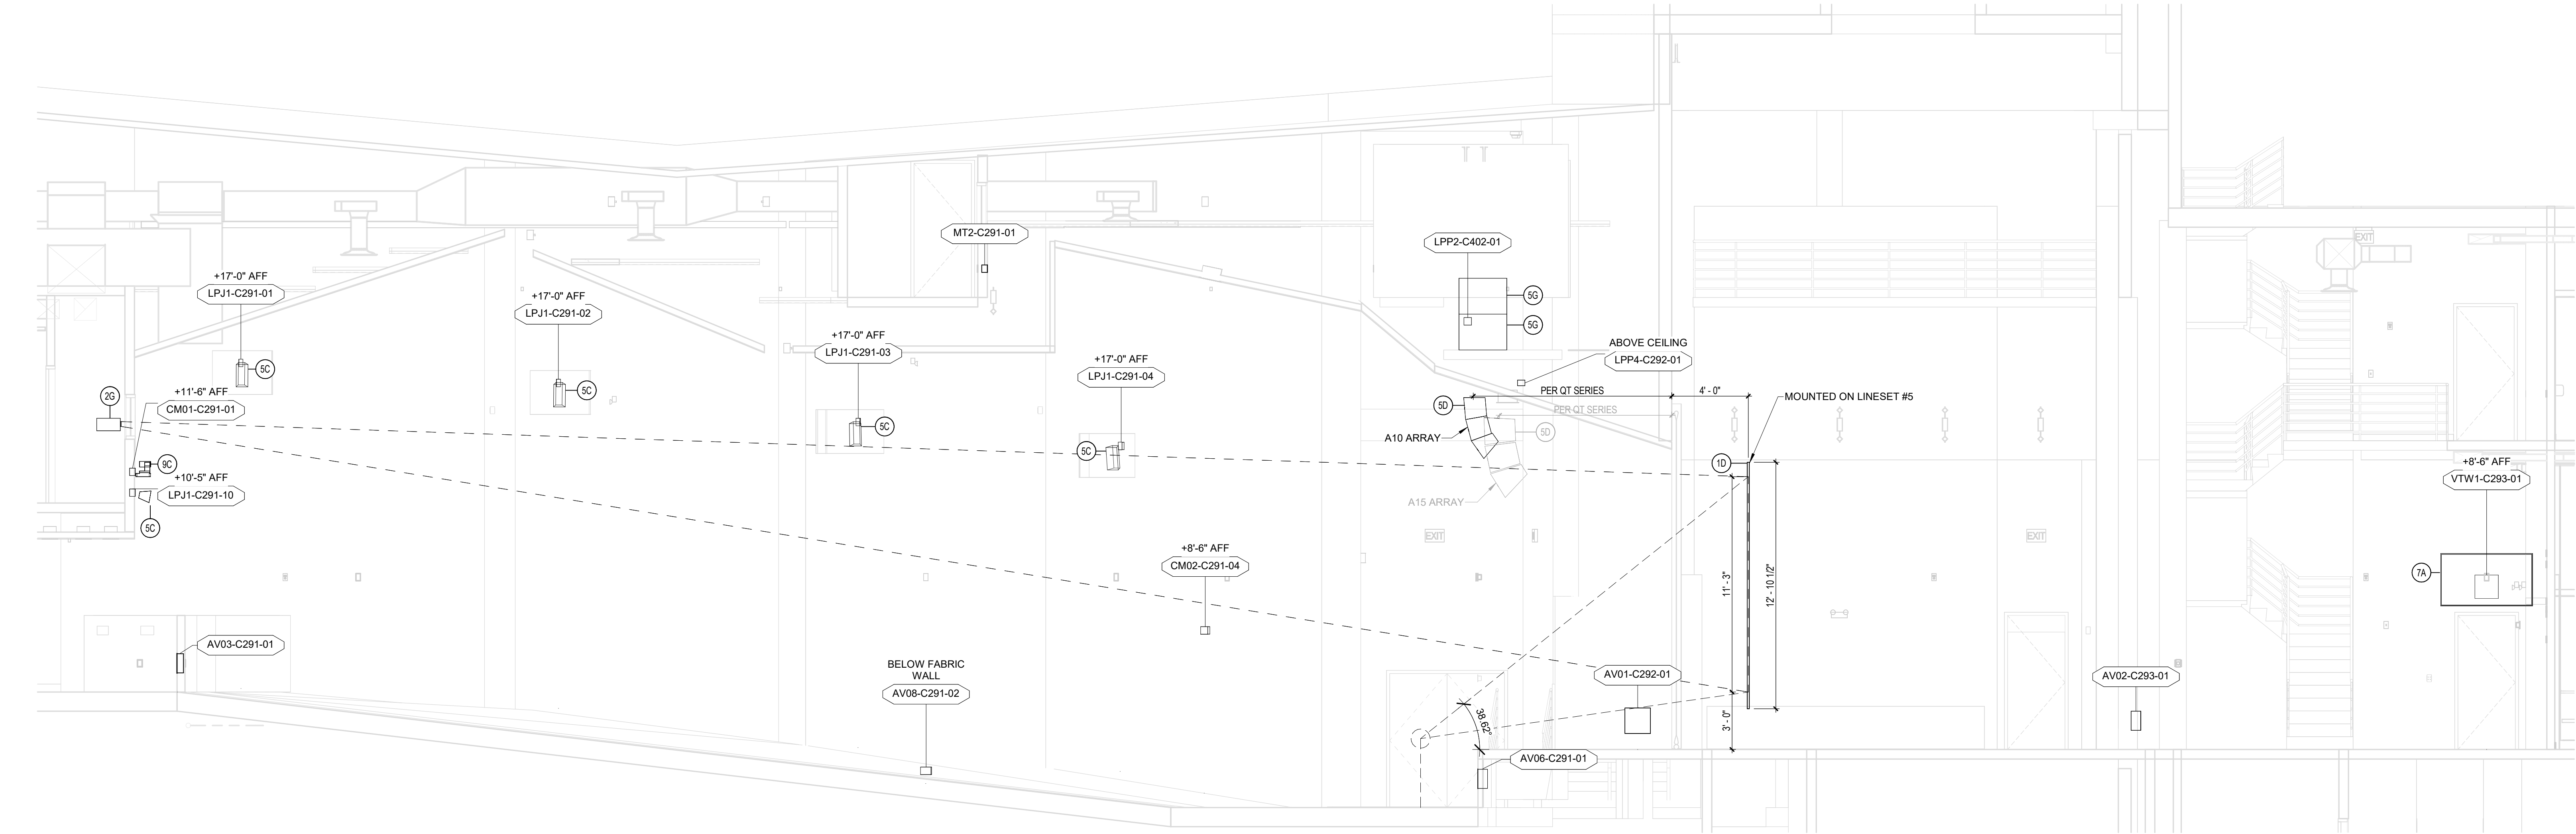 MT2-C291-01
EXIT
LPP2-C402-01
+17'-0" AFF
LPJ1-C291-01
+17'-0" AFF
LPJ1-C291-02
5G
5G
+17'-0" AFF
LPJ1-C291-03
ABOVE CEILING
LPP4-C292-01
+17'-0" AFF
LPJ1-C291-04
5C
5C
2G
+11'-6" AFF
CM01-C291-01
PER QT SERIES
4' - 0"
MOUNTED ON LINESET #5
5D
PER QT SERIES
5C
5D
A10 ARRAY
5C
9C
1D
+10'-5" AFF
LPJ1-C291-10
+8'-6" AFF
VTW1-C293-01
A15 ARRAY
5C
EXIT
EXIT
+8'-6" AFF
CM02-C291-04
7A
11' - 3"
12' - 10 1/2"
AV03-C291-01
BELOW FABRIC
WALL
AV08-C291-02
AV01-C292-01
AV02-C293-01
38.62°
3' - 0"
AV06-C291-01